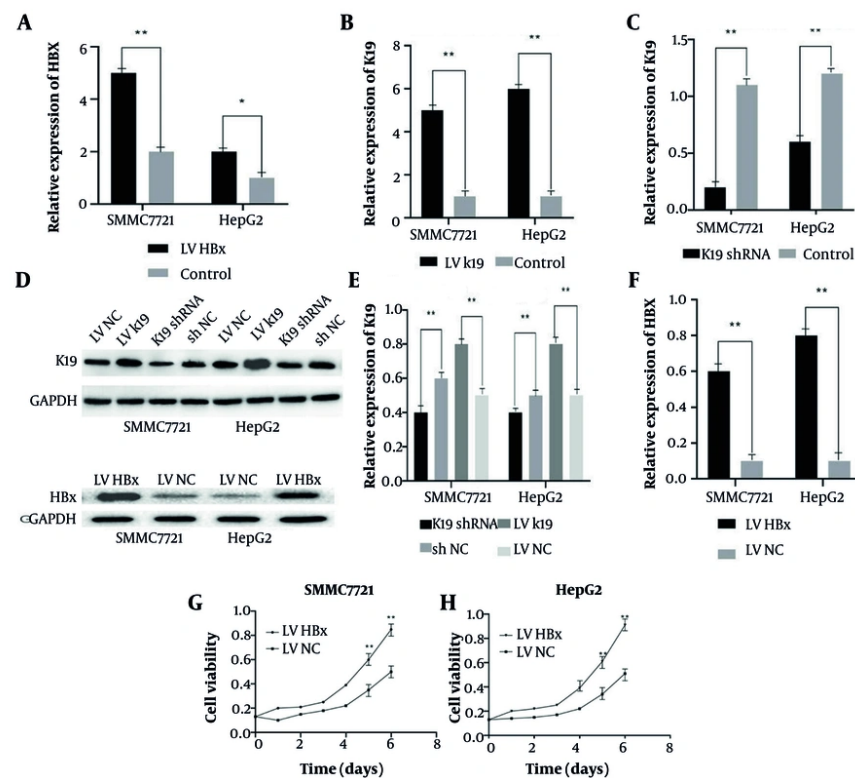 A
Relative expression of HBX
6
4
2
0
**
*
SMMC7721 HepG2
LV HBx
Control
B
Relative expression of K19
8
6
4
2
0
** **
SMMC7721 HepG2
LV k19 Control
C
Relative expression of K19
1.5
1.0
0.5
0.0
** **
SMMC7721 HepG2
K19 shRNA Control
D
LV NC LV k19 K19 shRNA sh NC LV NC LV k19 K19 shRNA sh NC
K19
GAPDH
SMMC7721 HepG2
LV HBx LV NC LV NC LV HBx
HBx
GAPDH
SMMC7721 HepG2
E
Relative expression of K19
0.8
0.6
0.4
0.2
0.0
** ** ** **
SMMC7721 HepG2
K19 shRNA LV k19
sh NC LV NC
F
Relative expression of HBX
0.8
0.6
0.4
0.2
0.0
** **
SMMC7721 HepG2
LV HBx
LV NC
G
SMMC7721
Cell viability
1.0
0.8
0.6
0.4
0.2
0.0
LV HBx
LV NC
** **
0 2 4 6 8
Time (days)
H
HepG2
Cell viability
1.0
0.8
0.6
0.4
0.2
0.0
LV HBx
LV NC
** **
0 2 4 6 8
Time (days)